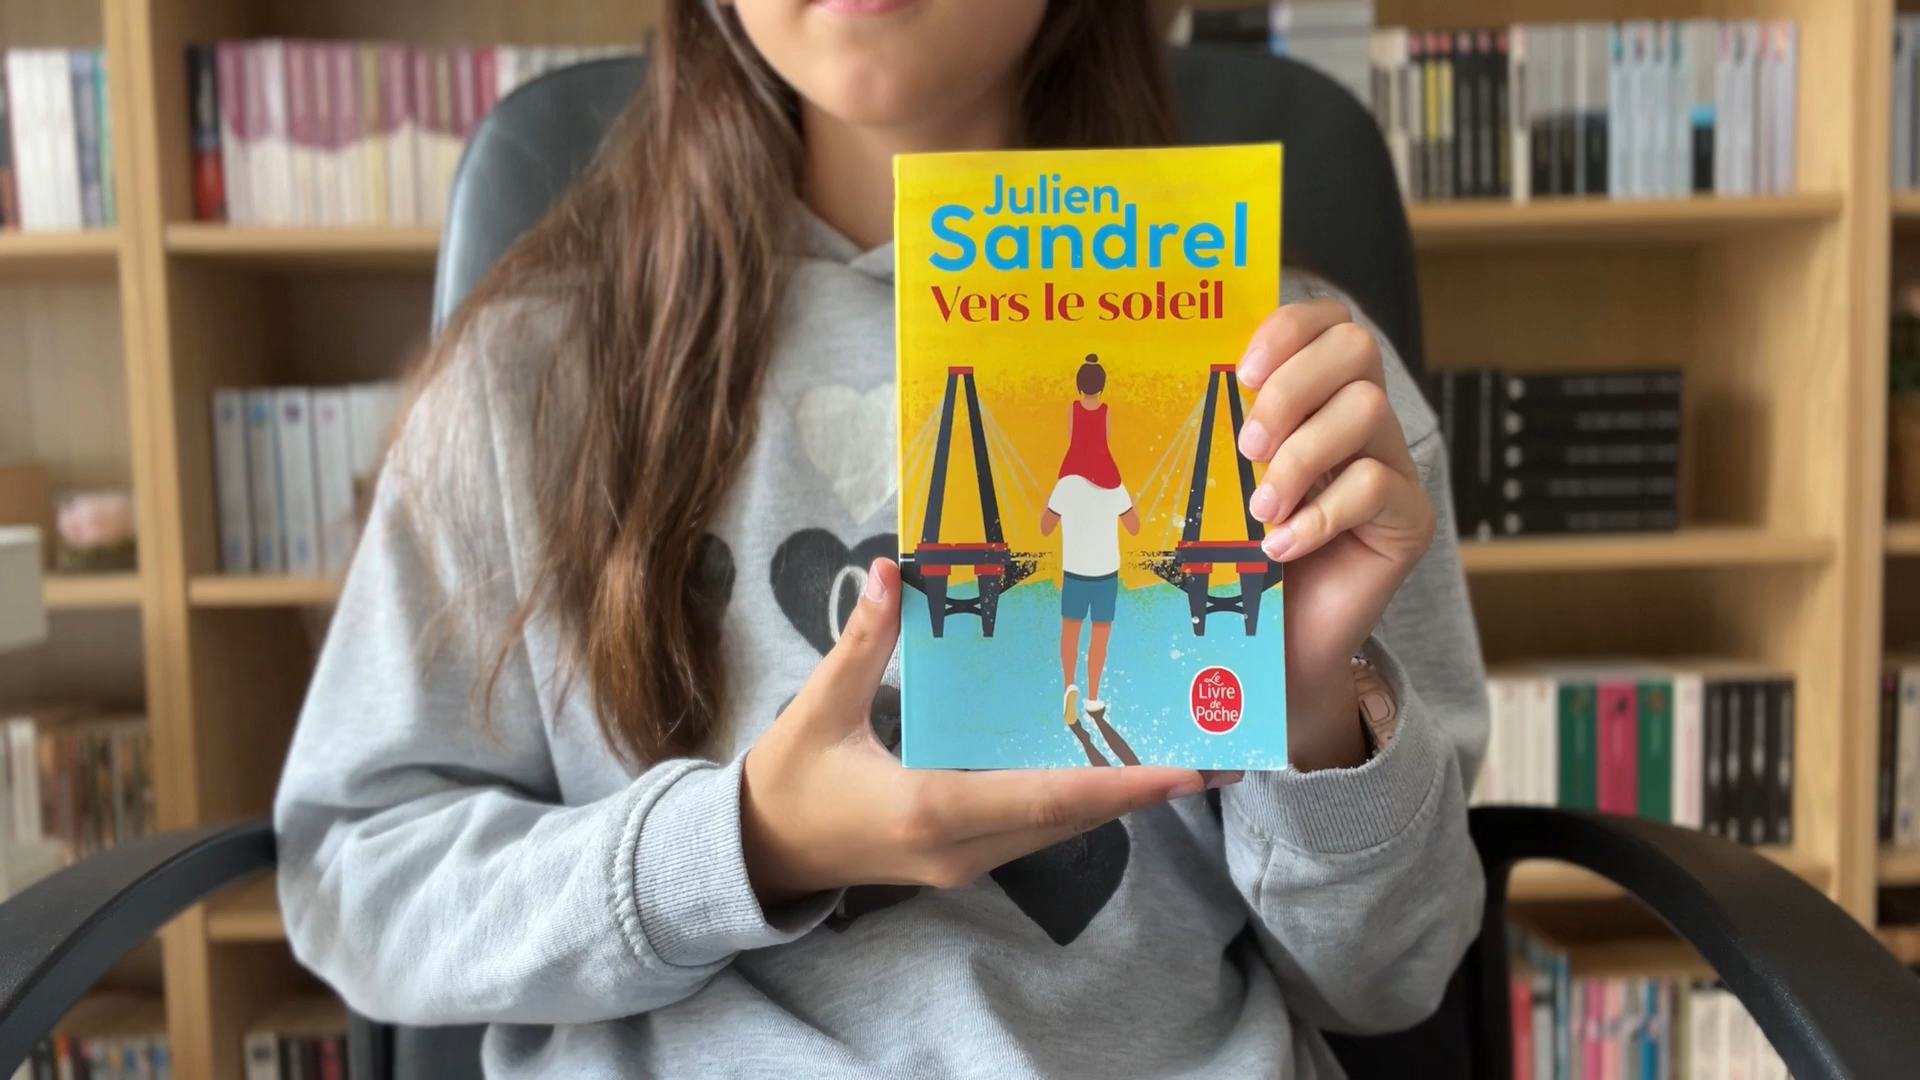 Julien
Sandrel
Vers le soleil
Le
Livre
de
Poche